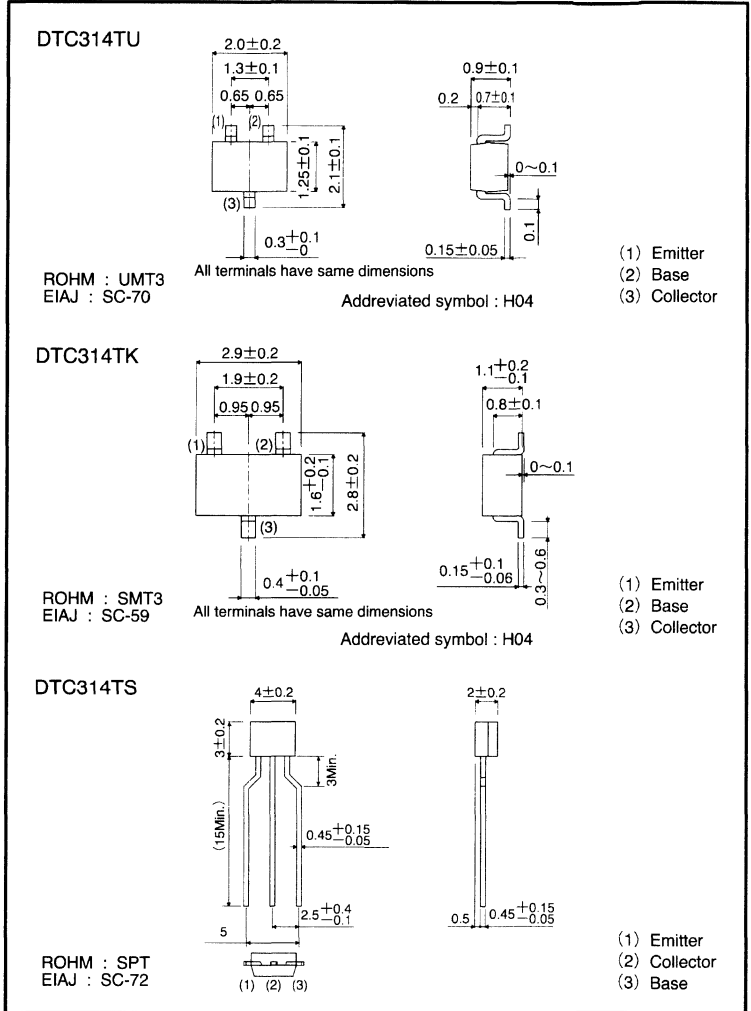 DTC314TU
2.0±0.2
1.3±0.1
0.65 0.65
(1) (2)
(3)
1.25±0.1
2.1±0.1
0.3+0.1 −0
All terminals have same dimensions
0.9±0.1
0.2 0.7±0.1
0~0.1
0.1
0.15±0.05
ROHM : UMT3
EIAJ : SC-70
Addreviated symbol : H04
(1) Emitter
(2) Base
(3) Collector
DTC314TK
2.9±0.2
1.9±0.2
0.95 0.95
(1) (2)
(3)
1.6+0.2 −0.1
2.8±0.2
0.4+0.1 −0.05
All terminals have same dimensions
1.1+0.2 −0.1
0.8±0.1
0~0.1
0.15+0.1 −0.06
0.3~0.6
ROHM : SMT3
EIAJ : SC-59
Addreviated symbol : H04
(1) Emitter
(2) Base
(3) Collector
DTC314TS
4±0.2
3±0.2
(15Min.)
3Min.
0.45+0.15 −0.05
2.5+0.4 −0.1
5
(1) (2) (3)
2±0.2
0.5 0.45+0.15 −0.05
ROHM : SPT
EIAJ : SC-72
(1) Emitter
(2) Collector
(3) Base